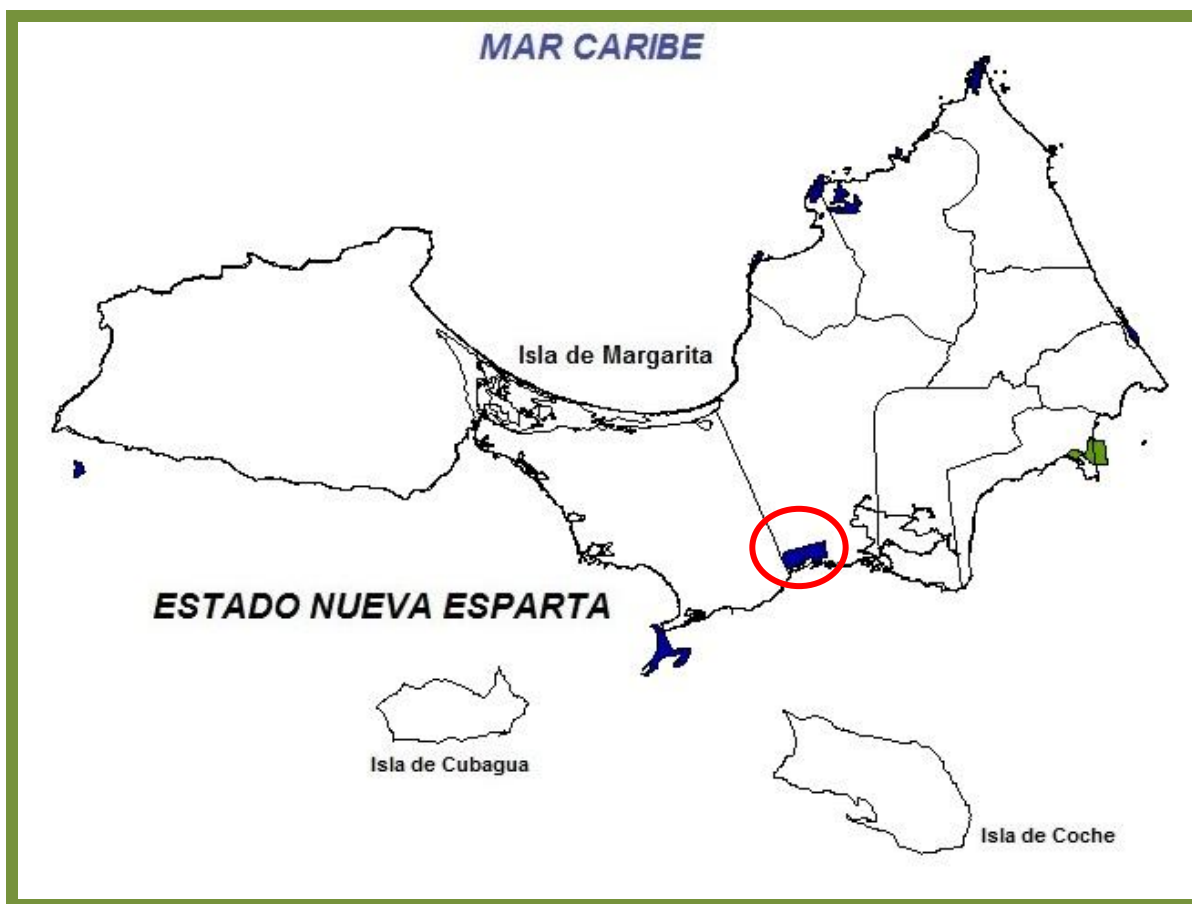 MAR CARIBE
Isla de Margarita
ESTADO NUEVA ESPARTA
Isla de Cubagua
Isla de Coche